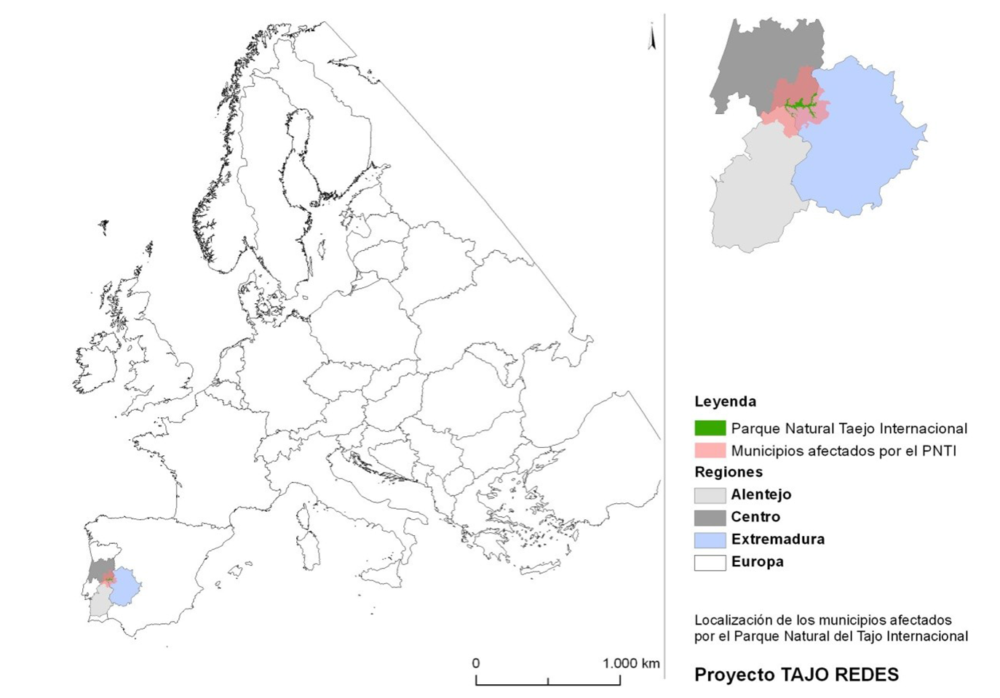 Leyenda
Parque Natural Taejo Internacional
Municipios afectados por el PNTI
Regiones
Alentejo
Centro
Extremadura
Europa
Localización de los municipios afectados
por el Parque Natural del Tajo Internacional
0 1.000 km
Proyecto TAJO REDES